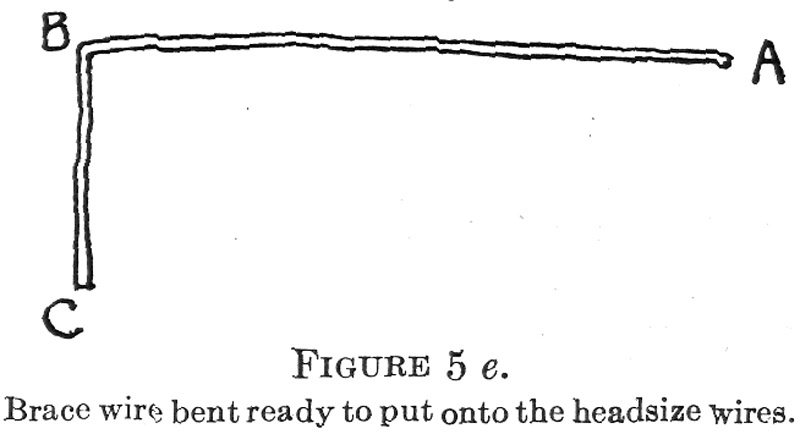 B
A
C
FIGURE 5 e.
Brace wire bent ready to put onto the headsize wires.